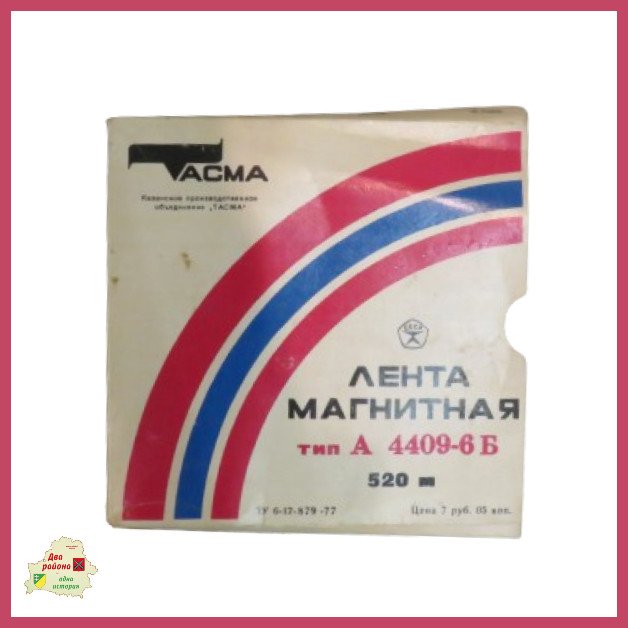 ТАСМА
Казанское производственное
объединение „ТАСМА"
СССР
ЛЕНТА
МАГНИТНАЯ
тип А 4409-6 Б
520 м
ТУ 6-17-879-77
Цена 7 руб. 05 коп.
Два
района
одна
история